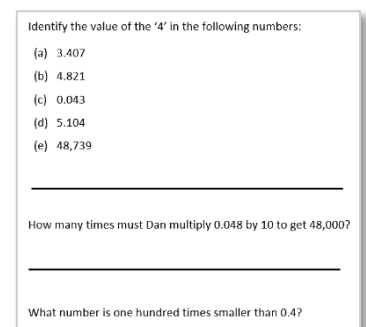 Identify the value of the ‘4’ in the following numbers:
(a) 3.407
(b) 4.821
(c) 0.043
(d) 5.104
(e) 48,739
How many times must Dan multiply 0.048 by 10 to get 48,000?
What number is one hundred times smaller than 0.4?